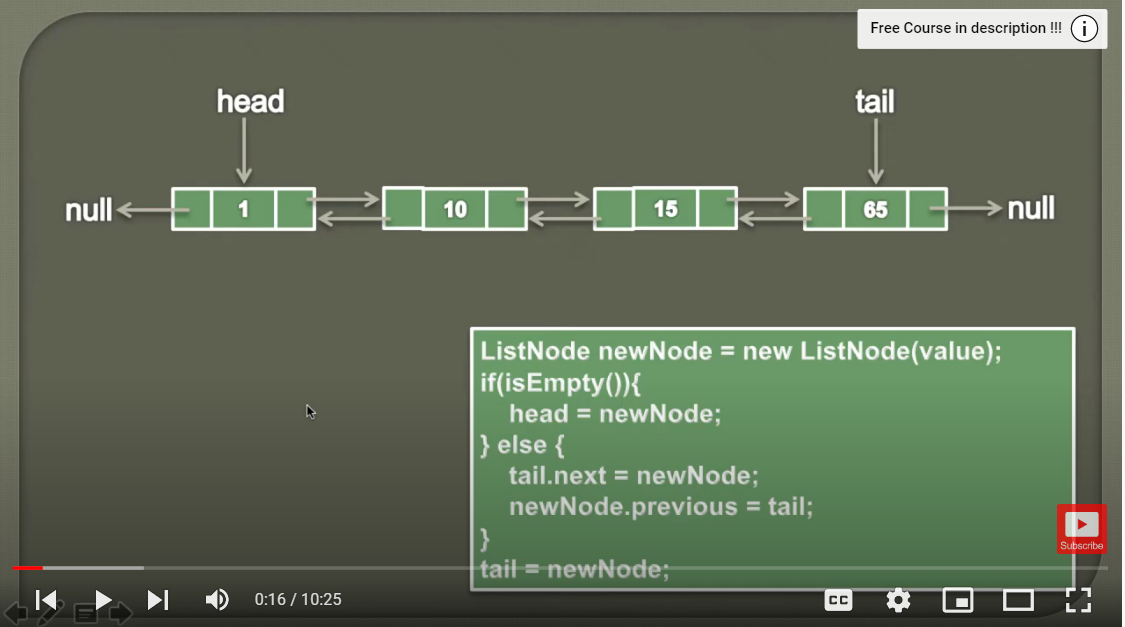 Free Course in description !!!
head
tail
null 1 10 15 65 null
ListNode newNode = new ListNode(value);
if(isEmpty()){
head = newNode;
} else {
tail.next = newNode;
newNode.previous = tail;
}
tail = newNode;
Subscribe
0:16 / 10:25
CC